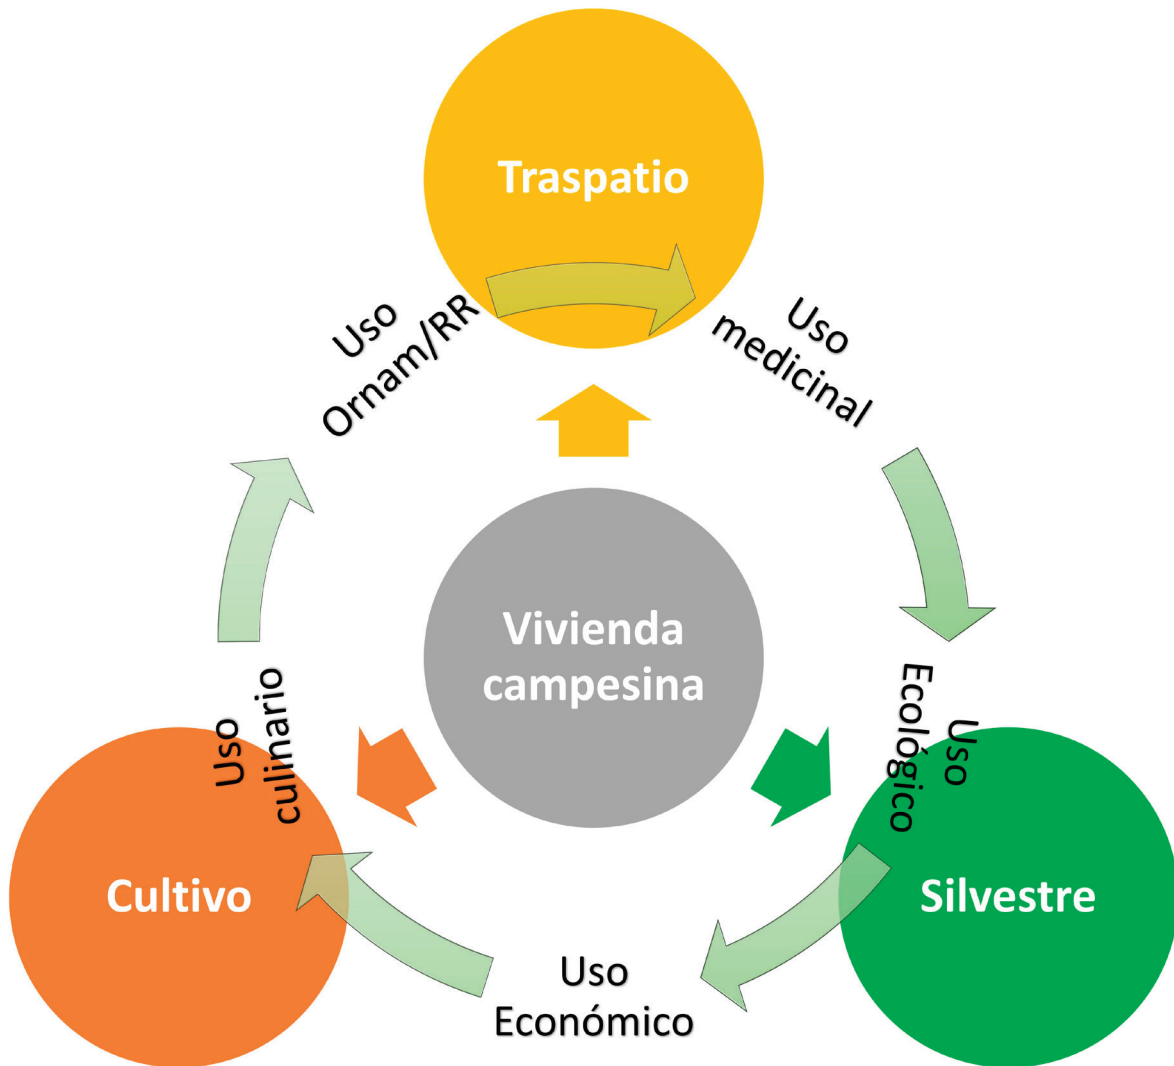 Traspatio
Uso
Ornam/RR
Uso
medicinal
Vivienda
campesina
Uso
culinario
Uso
Ecológico
Cultivo
Silvestre
Uso
Económico